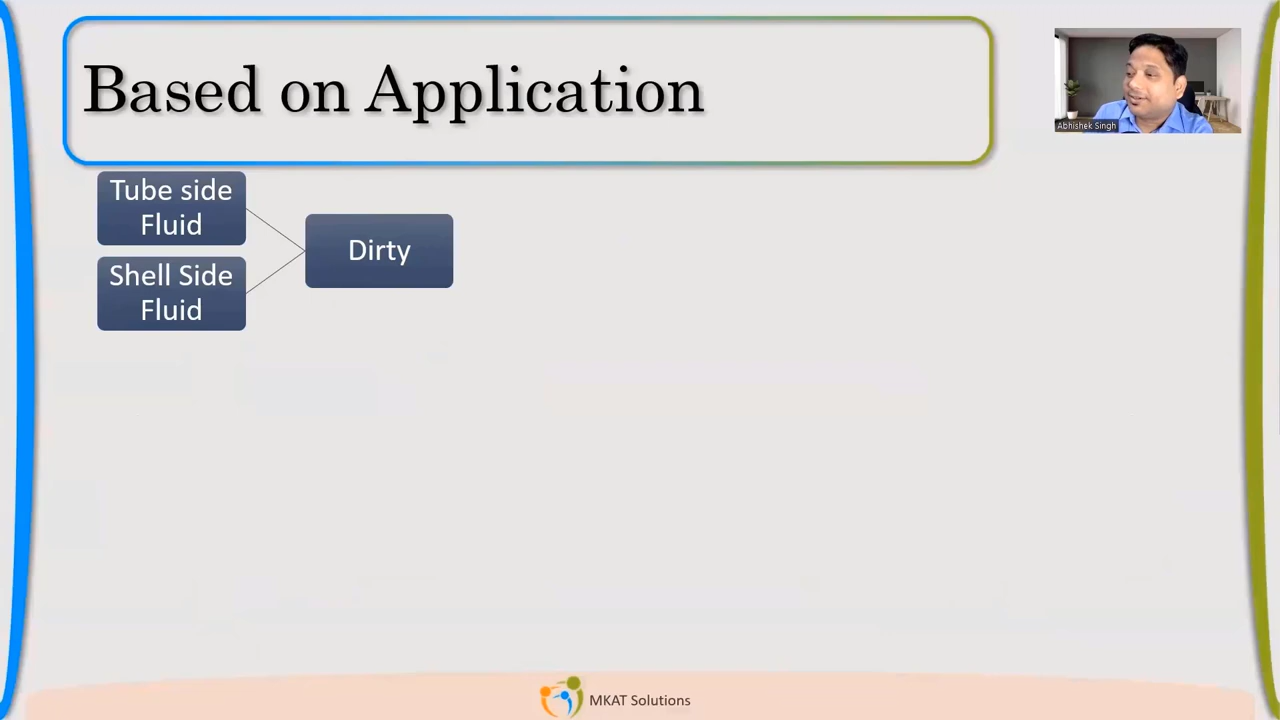 Based on Application
Abhishek Singh
Tube side
Fluid
Dirty
Shell Side
Fluid
MKAT Solutions